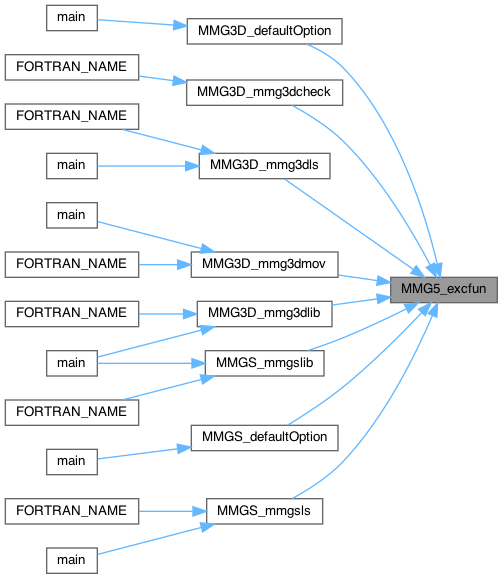 main
MMG3D_defaultOption
FORTRAN_NAME
MMG3D_mmg3dcheck
FORTRAN_NAME
main
MMG3D_mmg3dls
main
FORTRAN_NAME
MMG3D_mmg3dmov
MMG5_excfun
FORTRAN_NAME
MMG3D_mmg3dlib
main
MMGS_mmgslib
FORTRAN_NAME
MMGS_defaultOption
main
FORTRAN_NAME
MMGS_mmgsls
main